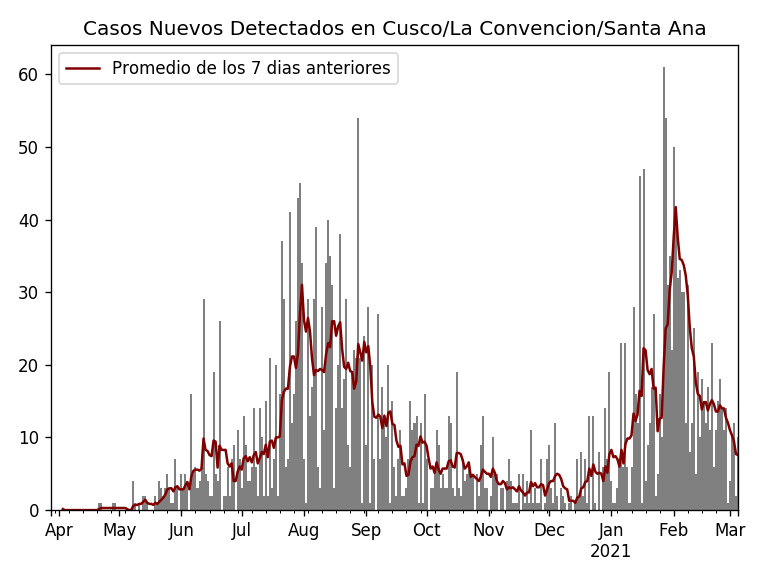 Casos Nuevos Detectados en Cusco/La Convencion/Santa Ana
Promedio de los 7 dias anteriores
60
50
40
30
20
10
0
Apr May Jun Jul Aug Sep Oct Nov Dec Jan Feb Mar
2021